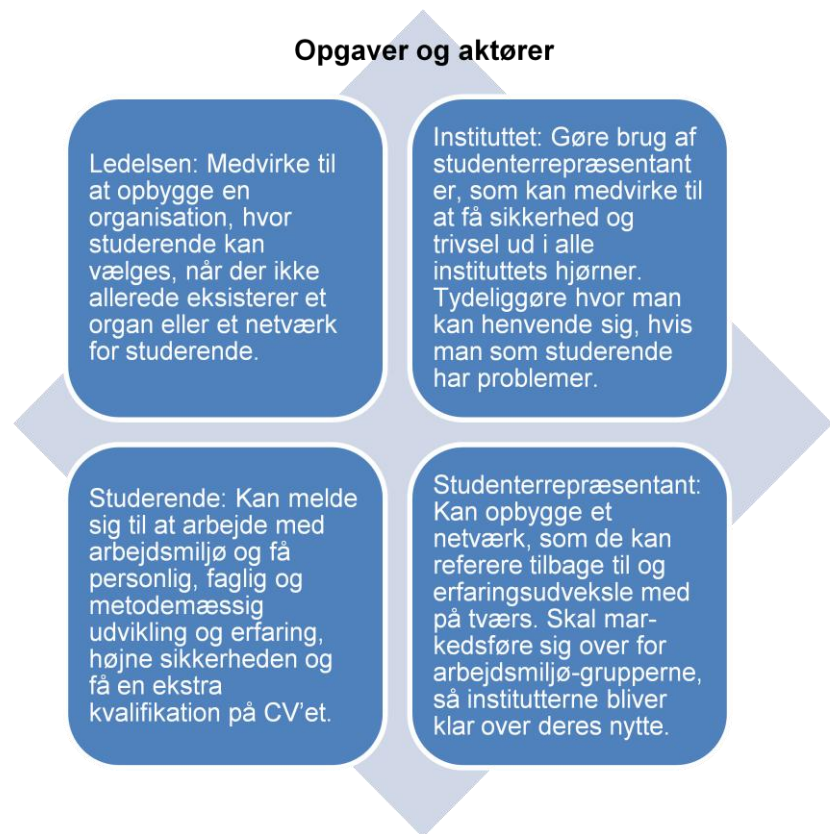 Opgaver og aktører
Ledelsen: Medvirke til
at opbygge en
organisation, hvor
studerende kan
vælges, når der ikke
allerede eksisterer et
organ eller et netværk
for studerende.
Instituttet: Gøre brug af
studenterrepræsentant
er, som kan medvirke til
at få sikkerhed og
trivsel ud i alle
instituttets hjørner.
Tydeliggøre hvor man
kan henvende sig, hvis
man som studerende
har problemer.
Studerende: Kan melde
sig til at arbejde med
arbejdsmiljø og få
personlig, faglig og
metodemæssig
udvikling og erfaring,
højne sikkerheden og
få en ekstra
kvalifikation på CV’et.
Studenterrepræsentant:
Kan opbygge et
netværk, som de kan
referere tilbage til og
erfaringsudveksle med
på tværs. Skal mar-
kedsføre sig over for
arbejdsmiljø-grupperne,
så institutterne bliver
klar over deres nytte.